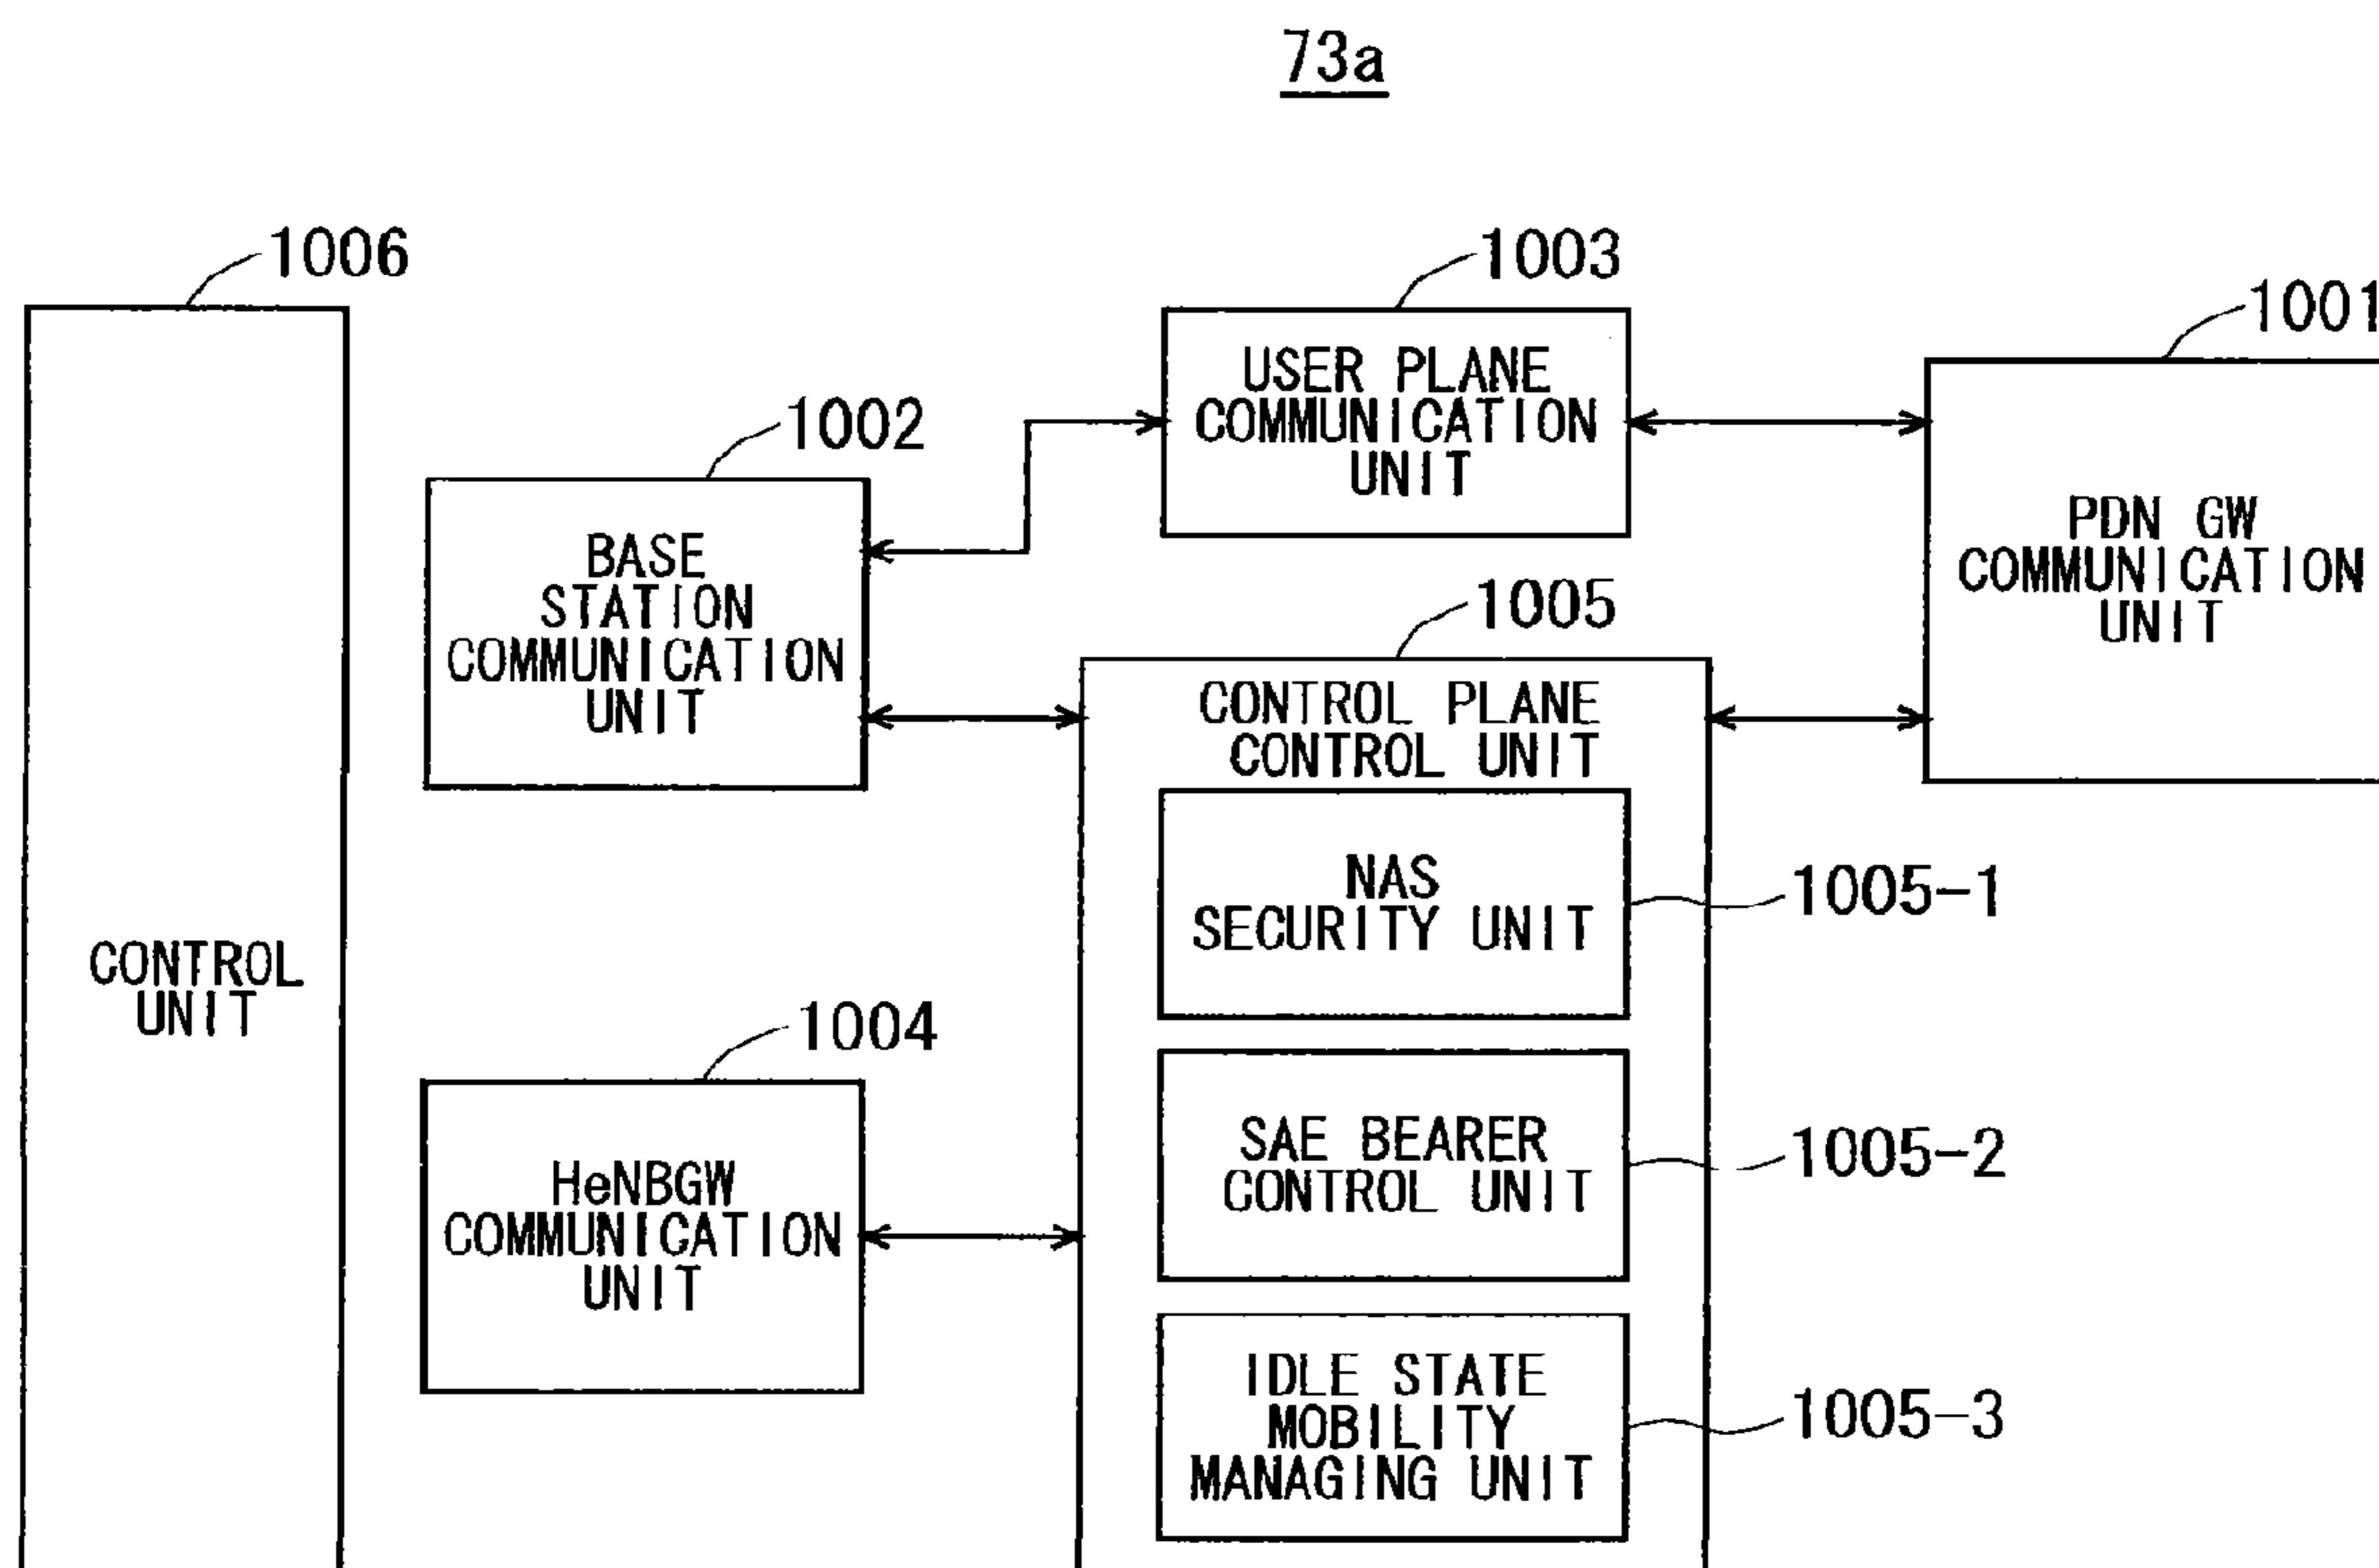 73a
1006
1003
1001
USER PLANE
COMMUNICATION
UNIT
1002
PDN GW
COMMUNICATION
UNIT
BASE
STATION
COMMUNICATION
UNIT
1005
CONTROL PLANE
CONTROL UNIT
NAS
SECURITY UNIT
1005-1
CONTROL
UNIT
1004
SAE BEARER
CONTROL UNIT
1005-2
HeNBGW
COMMUNICATION
UNIT
IDLE STATE
MOBILITY
MANAGING UNIT
1005-3